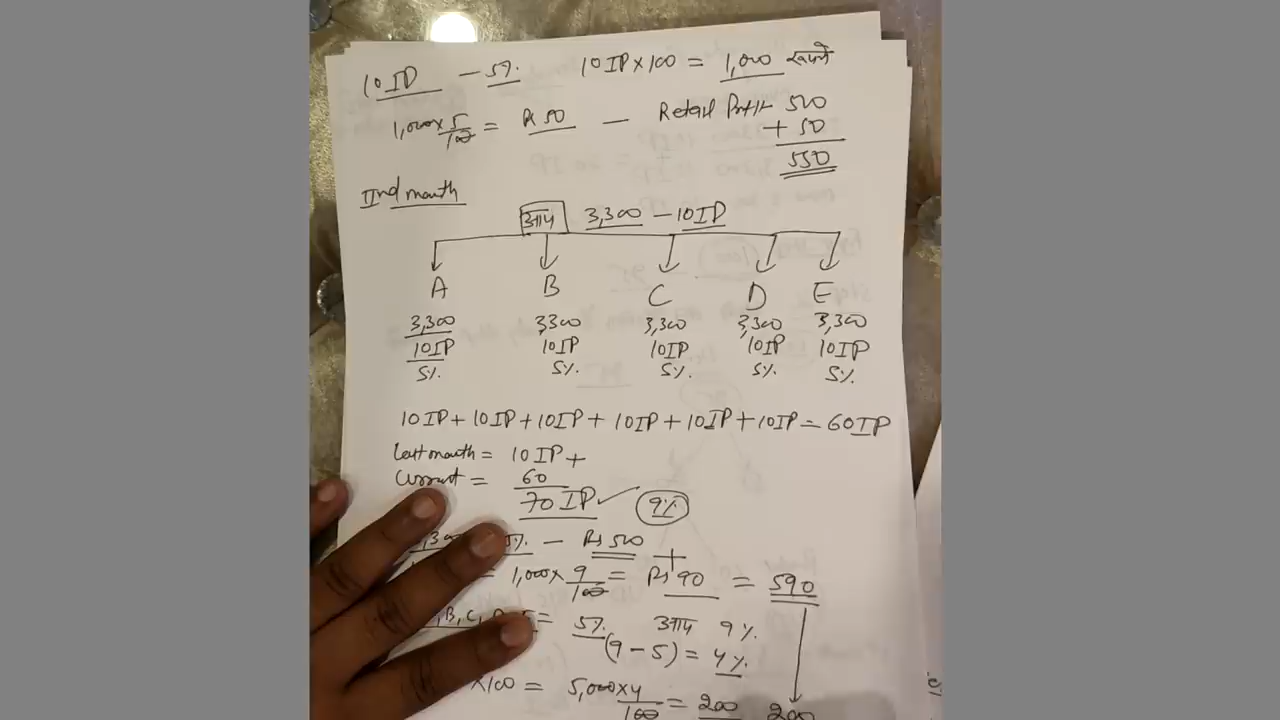 10 IP - 5% 10 IP x 100 = 1,000 रूपये
1,000 x 5/100 = Rs 50 - Retail Profit 500
+ 50
550
IInd month
आप 3,300 - 10 IP
A B C D E
3,300 3,300 3,300 3,300 3,300
10 IP 10 IP 10 IP 10 IP 10 IP
5% 5% 5% 5% 5%
10 IP + 10 IP + 10 IP + 10 IP + 10 IP + 10 IP = 60 IP
Last month = 10 IP +
Current = 60
70 IP ✓ 9%
5% - Rs 500
+
= 1,000 x 9/100 = Rs 90 = 590
B, C, = 5% आप 9%
(9 - 5) = 4%
x 100 = 5,000 x 4/100 = 200 200